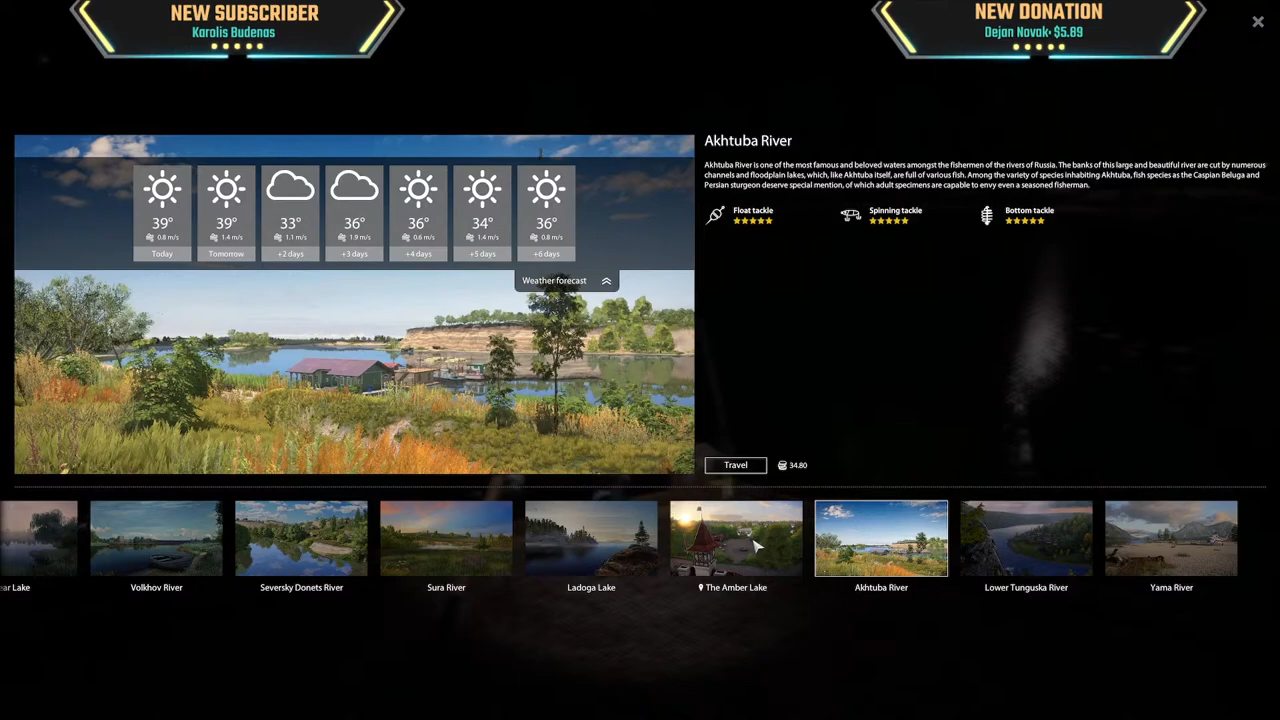 NEW SUBSCRIBER
Karolis Budenas
NEW DONATION
Dejan Novak• $5.89
39°
0.8 m/s
Today
39°
1.4 m/s
Tomorrow
33°
1.1 m/s
+2 days
36°
1.9 m/s
+3 days
36°
0.6 m/s
+4 days
34°
1.4 m/s
+5 days
36°
0.8 m/s
+6 days
Weather forecast
Akhtuba River
Akhtuba River is one of the most famous and beloved waters amongst the fishermen of the rivers of Russia. The banks of this large and beautiful river are cut by numerous
channels and floodplain lakes, which, like Akhtuba itself, are full of various fish. Among the variety of species inhabiting Akhtuba, fish species as the Caspian Beluga and
Persian sturgeon deserve special mention, of which adult specimens are capable to envy even a seasoned fisherman.
Float tackle
Spinning tackle
Bottom tackle
Travel
34.80
ear Lake
Volkhov River
Seversky Donets River
Sura River
Ladoga Lake
The Amber Lake
Akhtuba River
Lower Tunguska River
Yama River